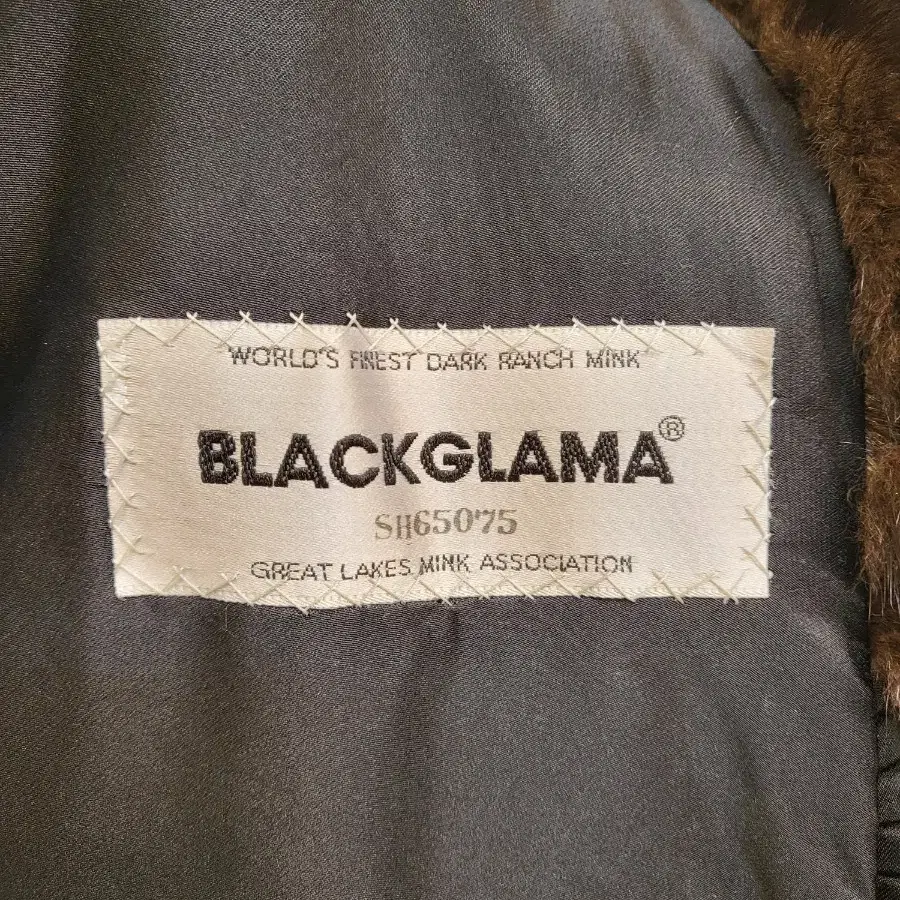 "WORLD'S FINEST DARK RANCH MINK"
BLACKGLAMA®
SH65075
GREAT LAKES MINK ASSOCIATION